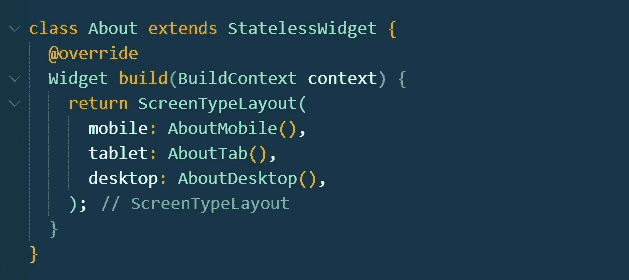 class About extends StatelessWidget {
@override
Widget build(BuildContext context) {
return ScreenTypeLayout(
mobile: AboutMobile(),
tablet: AboutTab(),
desktop: AboutDesktop(),
); // ScreenTypeLayout
}
}